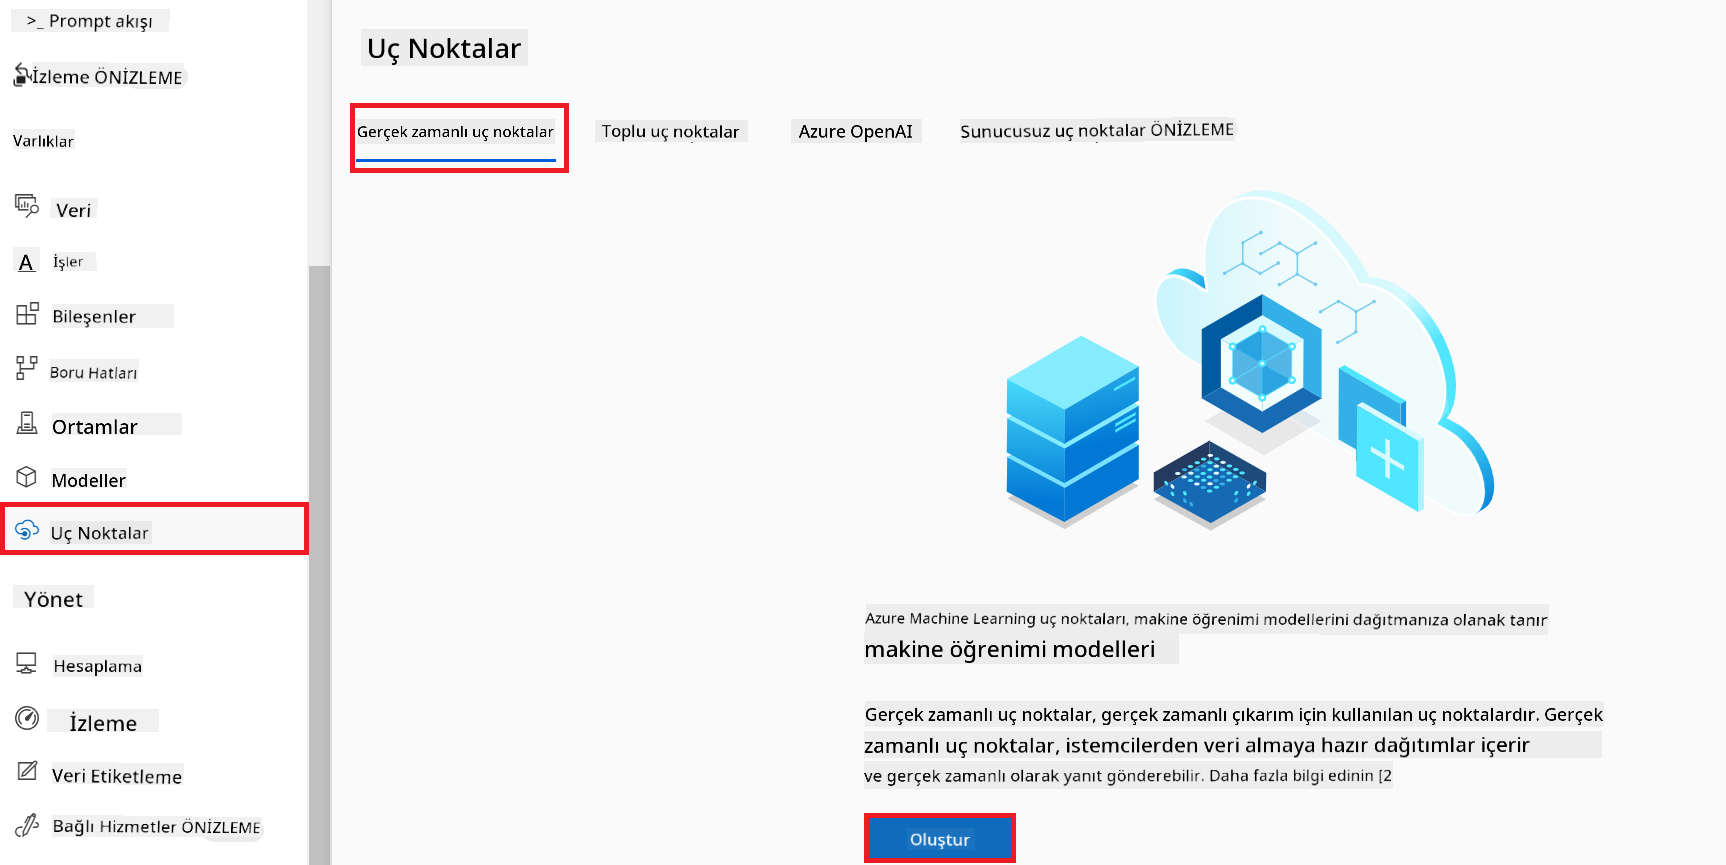 >_ Prompt akışı
İzleme ÖNİZLEME
Varlıklar
Veri
İşler
Bileşenler
Boru Hatları
Ortamlar
Modeller
Uç Noktalar
Yönet
Hesaplama
İzleme
Veri Etiketleme
Bağlı Hizmetler ÖNİZLEME
Uç Noktalar
Gerçek zamanlı uç noktalar
Toplu uç noktalar
Azure OpenAI
Sunucusuz uç noktalar ÖNİZLEME
Azure Machine Learning uç noktaları, makine öğrenimi modellerini dağıtmanıza olanak tanır
makine öğrenimi modelleri
Gerçek zamanlı uç noktalar, gerçek zamanlı çıkarım için kullanılan uç noktalardır. Gerçek
zamanlı uç noktalar, istemcilerden veri almaya hazır dağıtımlar içerir
ve gerçek zamanlı olarak yanıt gönderebilir. Daha fazla bilgi edinin [2
Oluştur